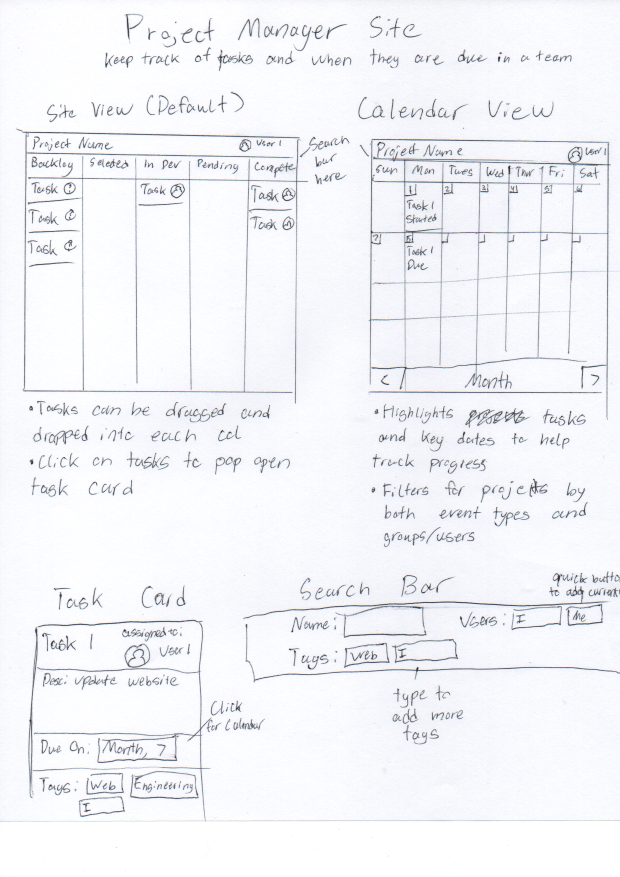 Project Manager Site
Keep track of tasks and when they are due in a team
Site View (Default)
Project Name
User 1
Backlog Selected In Dev Pending Complete
Task Task Task
Task Task
Task
Search
bar
here
Calendar View
Project Name
User 1
Sun Mon Tues Wed Thur Fri Sat
1 2 3 4 5 6
Task 1
Started
7 8
Task 1
Due
< Month >
• Tasks can be dragged and
dropped into each col
• Click on tasks to pop open
task card
• Highlights tasks
and key dates to help
track progress
• Filters for projects by
both event types and
groups/users
Task Card
Task 1
assigned to:
User 1
Desc: update website
Due On: Month, 7
Click
for Calendar
Tags: Web Engineering
I
Search Bar
quick button
to add current
Name: Users: I Me
Tags: Web I
type to
add more
tags